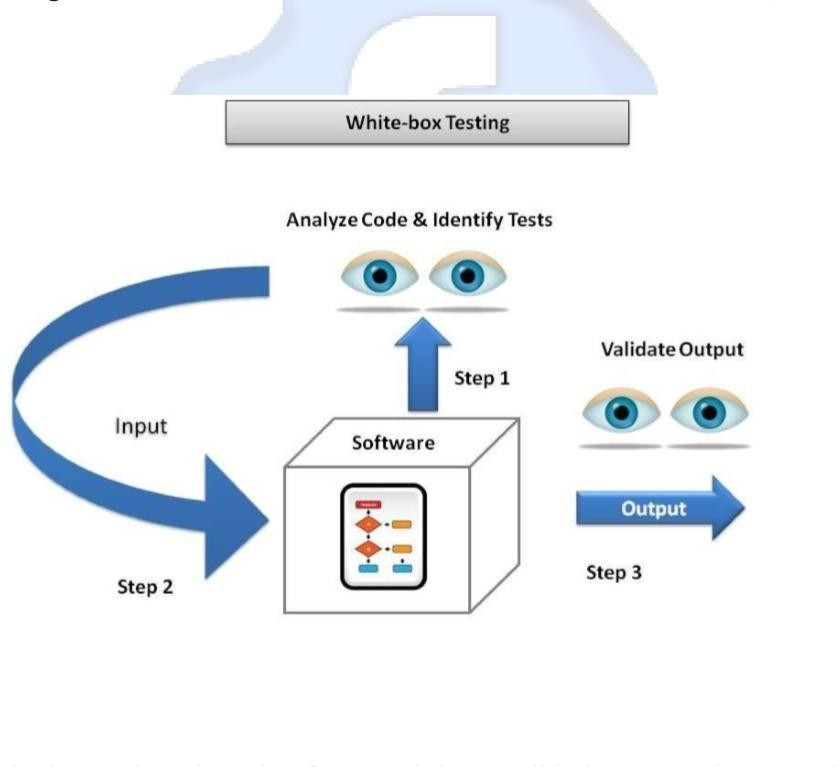 White-box Testing
Analyze Code & Identify Tests
Validate Output
Step 1
Input
Software
Output
Step 3
Step 2